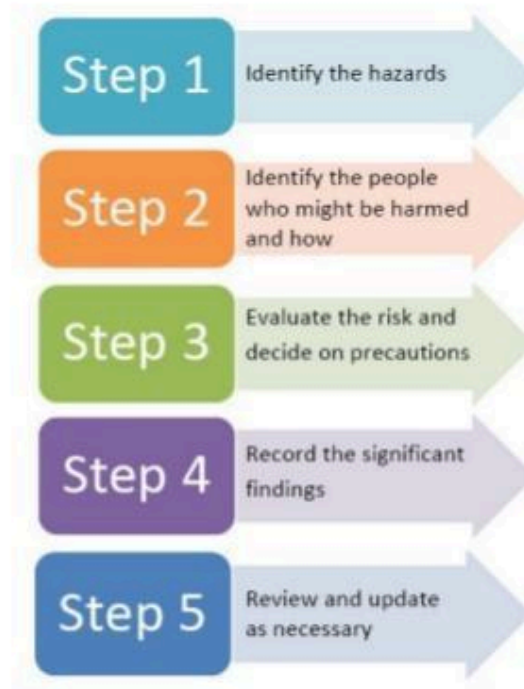 Step 1
Identify the hazards
Step 2
Identify the people
who might be harmed
and how
Step 3
Evaluate the risk and
decide on precautions
Step 4
Record the significant
findings
Step 5
Review and update
as necessary